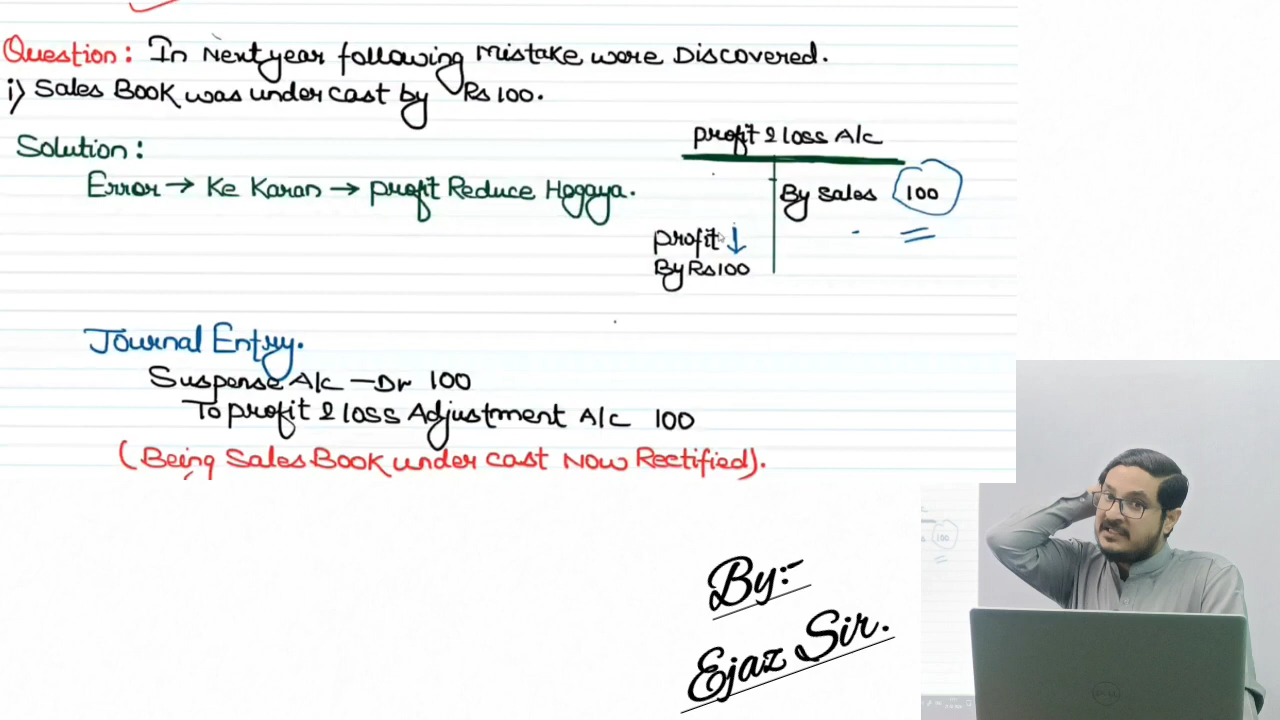 Question: In Next year following Mistake were Discovered.
i) Sales Book was under cast by Rs 100.
Solution:
Error → Ke Karan → profit Reduce Hogaya.
profit & loss A/c
By Sales 100
profit ↓
By Rs 100
Journal Entry.
Suspense A/c — Dr 100
To profit & loss Adjustment A/c 100
(Being Sales Book under cast Now Rectified).
By:-
Ejaz Sir.
100
DELL